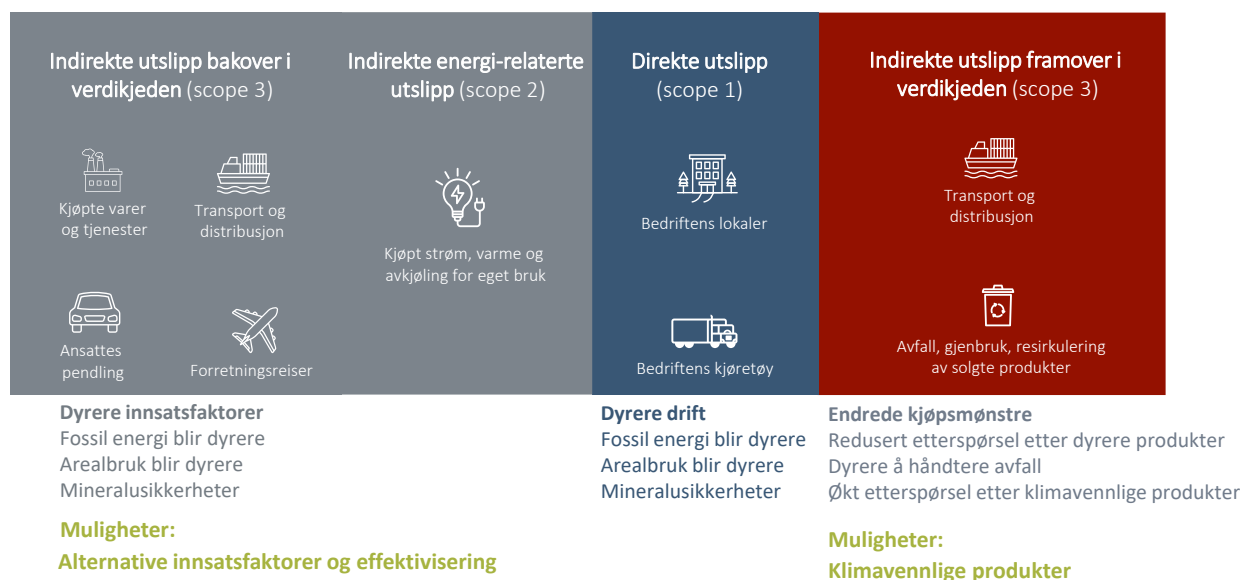 Indirekte utslipp bakover i
verdikjeden (scope 3)
Kjøpte varer
og tjenester
Transport og
distribusjon
Ansattes
pendling
Forretningsreiser
Indirekte energi-relaterte
utslipp (scope 2)
Kjøpt strøm, varme og
avkjøling for eget bruk
Direkte utslipp
(scope 1)
Bedriftens lokaler
Bedriftens kjøretøy
Indirekte utslipp framover i
verdikjeden (scope 3)
Transport og
distribusjon
Avfall, gjenbruk, resirkulering
av solgte produkter
Dyrere innsatsfaktorer
Fossil energi blir dyrere
Arealbruk blir dyrere
Mineralusikkerheter
Muligheter:
Alternative innsatsfaktorer og effektivisering
Dyrere drift
Fossil energi blir dyrere
Arealbruk blir dyrere
Mineralusikkerheter
Endrede kjøpsmønstre
Redusert etterspørsel etter dyrere produkter
Dyrere å håndtere avfall
Økt etterspørsel etter klimavennlige produkter
Muligheter:
Klimavennlige produkter